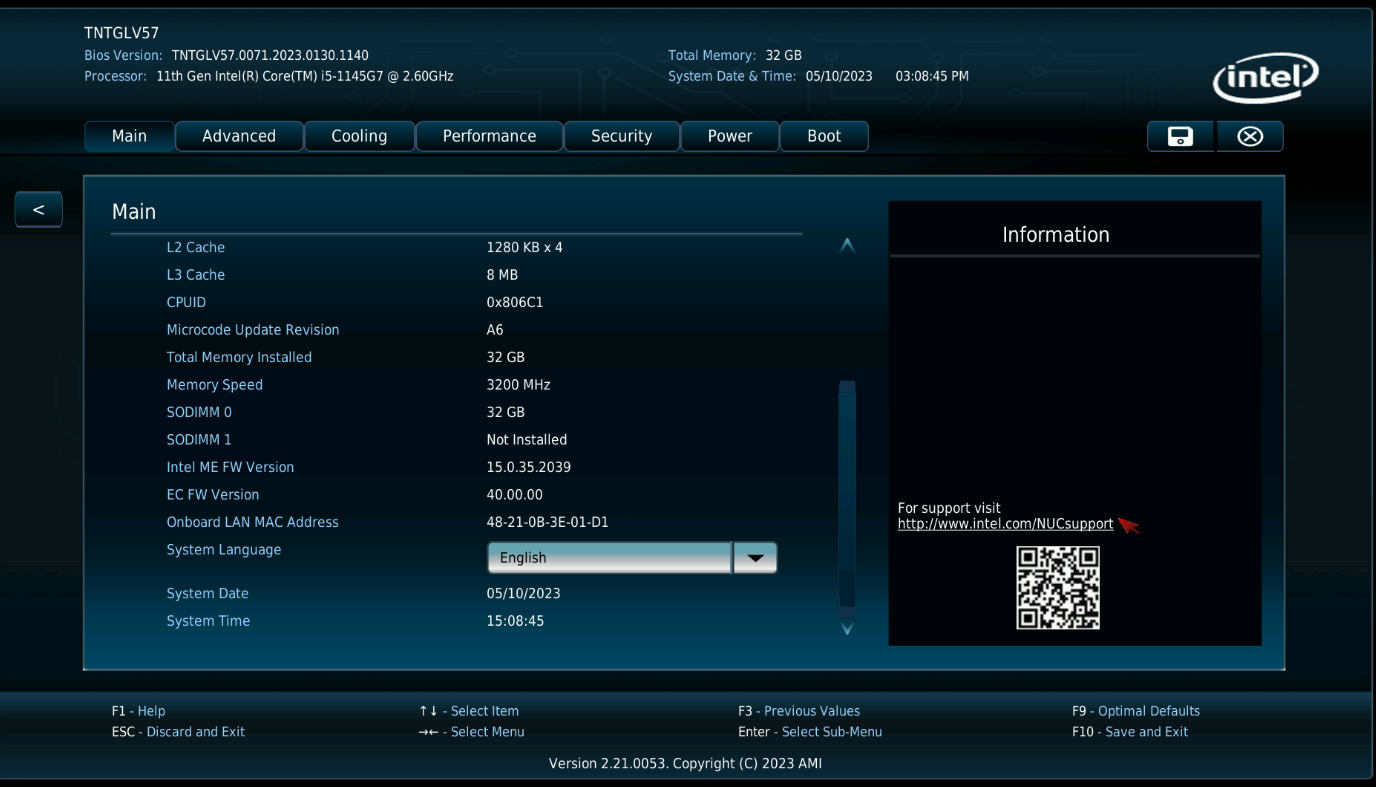 TNTGLV57
Bios Version: TNTGLV57.0071.2023.0130.1140
Total Memory: 32 GB
Processor: 11th Gen Intel(R) Core(TM) i5-1145G7 @ 2.60GHz
System Date & Time: 05/10/2023 03:08:45 PM
intel
Main Advanced Cooling Performance Security Power Boot
<
Main
L2 Cache 1280 KB x 4
L3 Cache 8 MB
CPUID 0x806C1
Microcode Update Revision A6
Total Memory Installed 32 GB
Memory Speed 3200 MHz
SODIMM 0 32 GB
SODIMM 1 Not Installed
Intel ME FW Version 15.0.35.2039
EC FW Version 40.00.00
Onboard LAN MAC Address 48-21-0B-3E-01-D1
System Language English
System Date 05/10/2023
System Time 15:08:45
Information
For support visit
http://www.intel.com/NUCsupport
F1 - Help ↑↓ - Select Item F3 - Previous Values F9 - Optimal Defaults
ESC - Discard and Exit →← - Select Menu Enter - Select Sub-Menu F10 - Save and Exit
Version 2.21.0053. Copyright (C) 2023 AMI